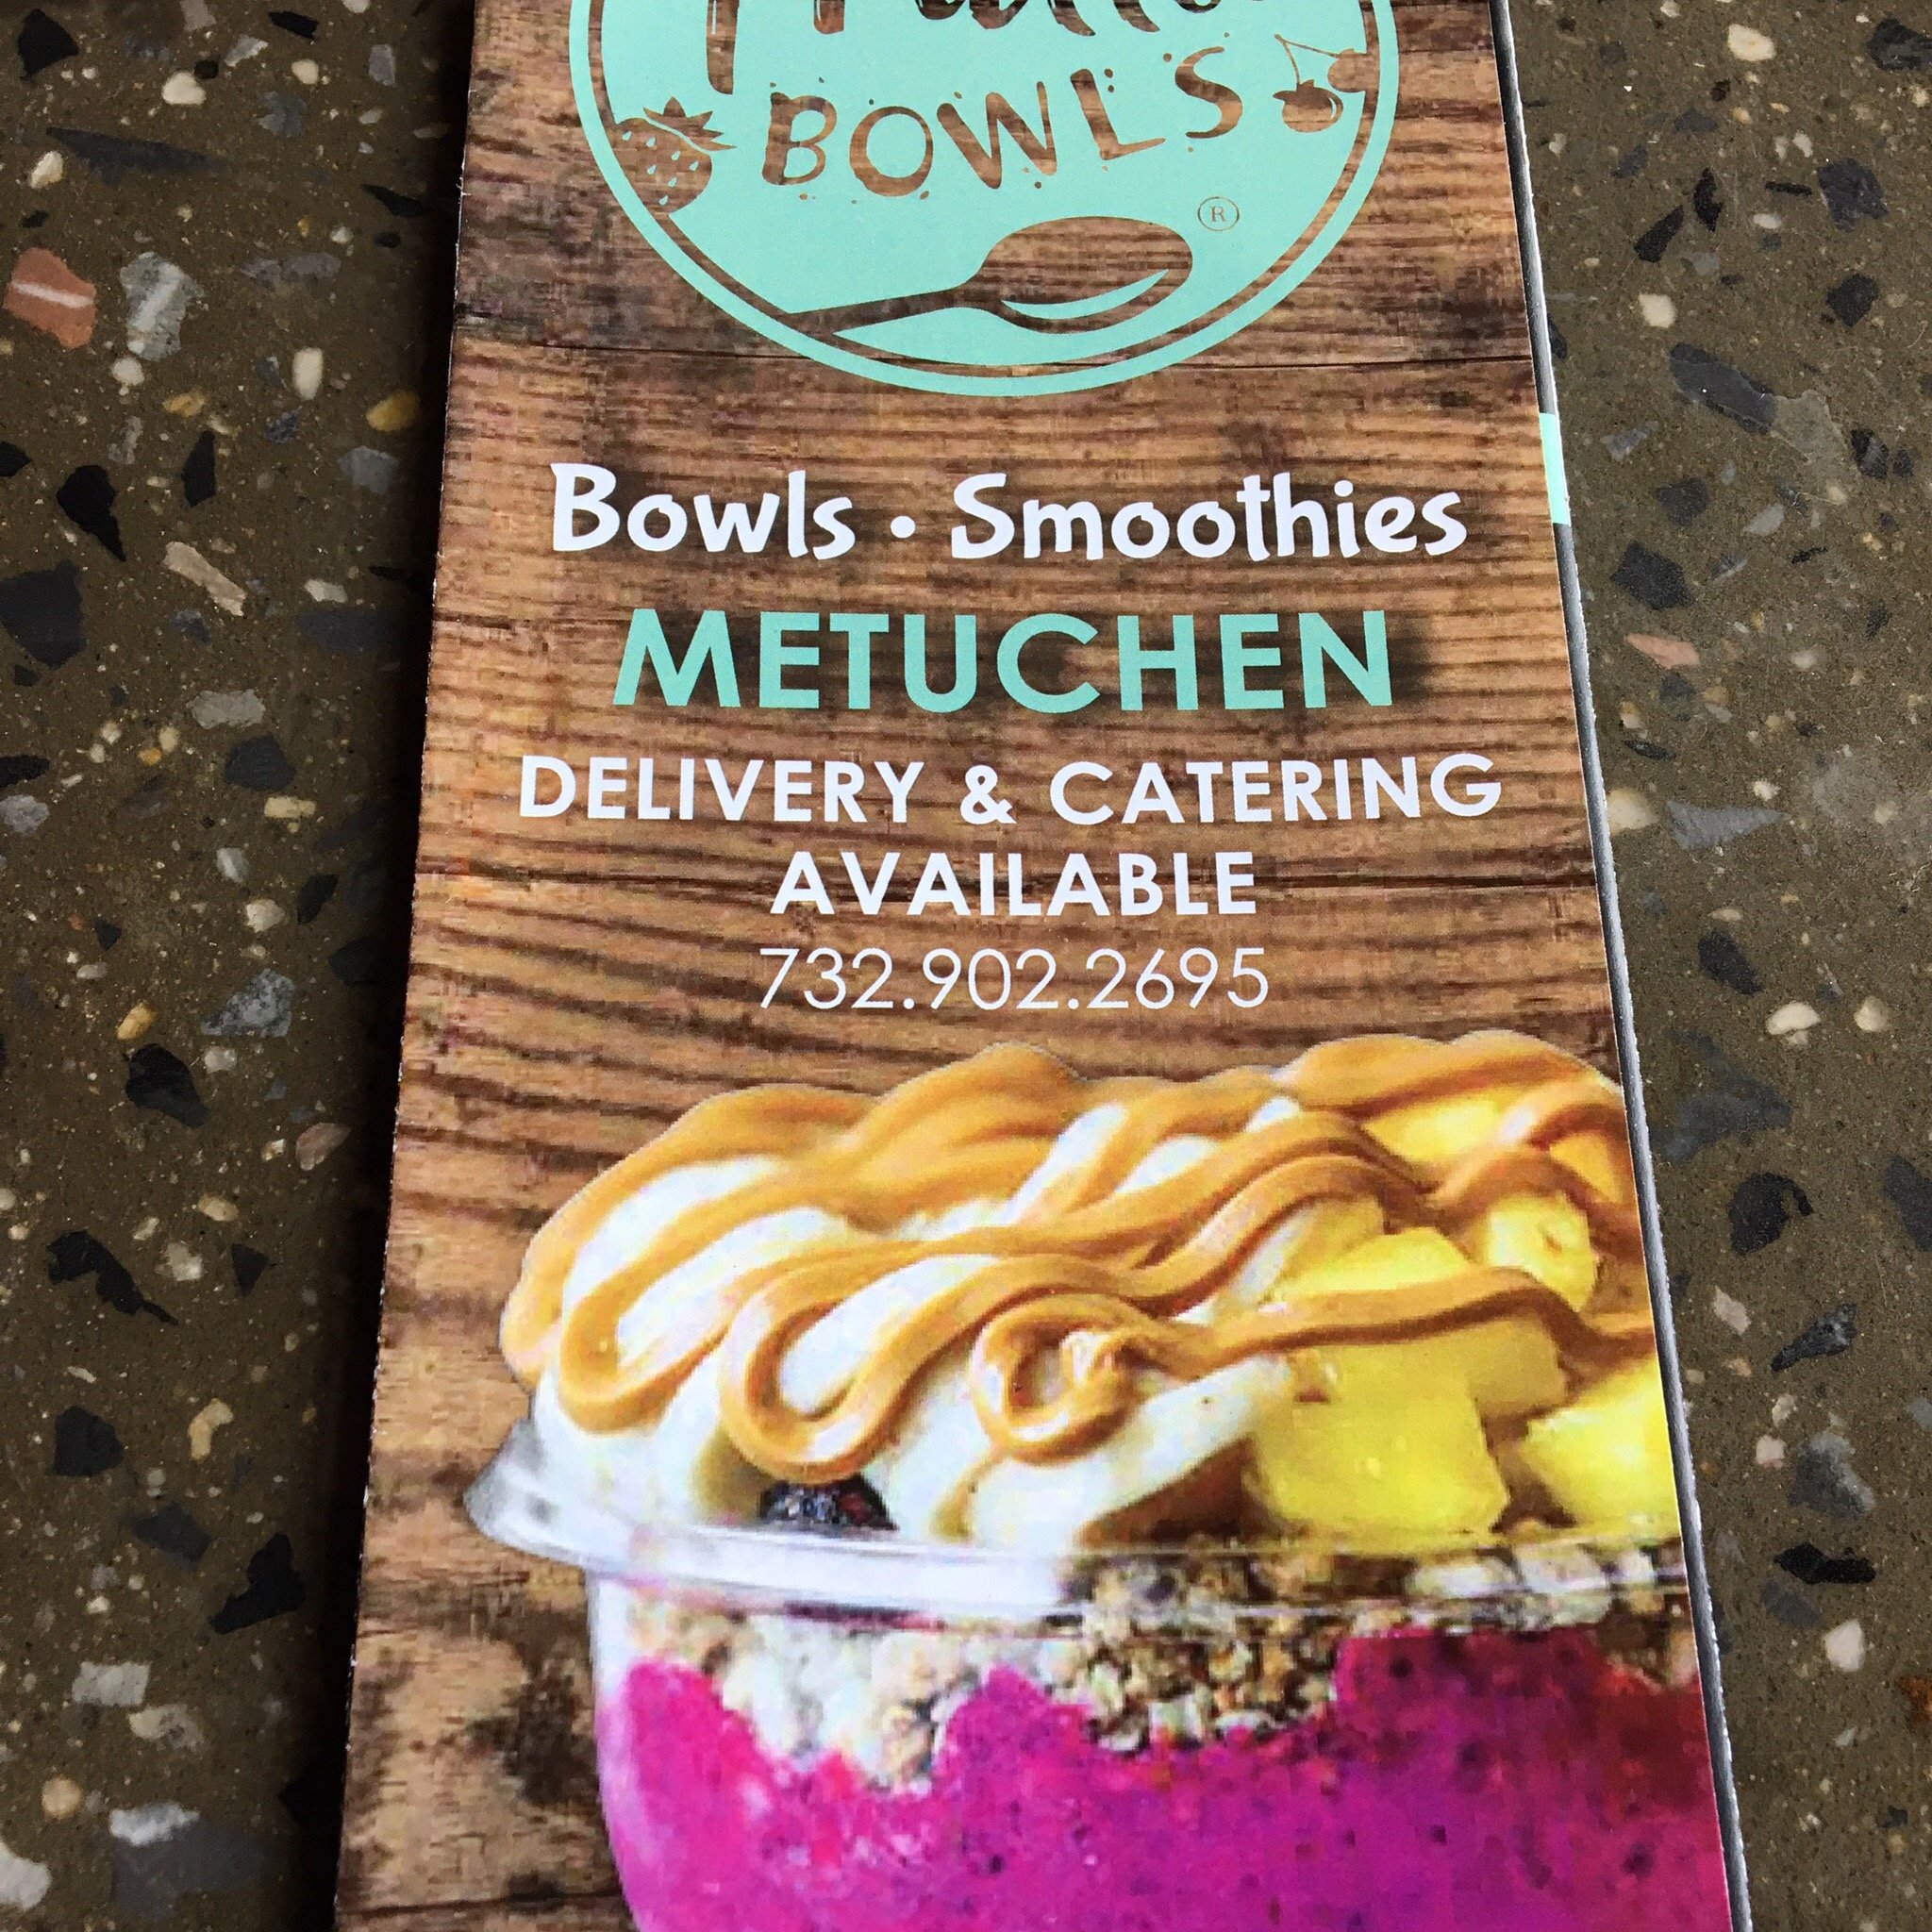 BOWLS
®
Bowls • Smoothies
METUCHEN
DELIVERY & CATERING
AVAILABLE
732.902.2695